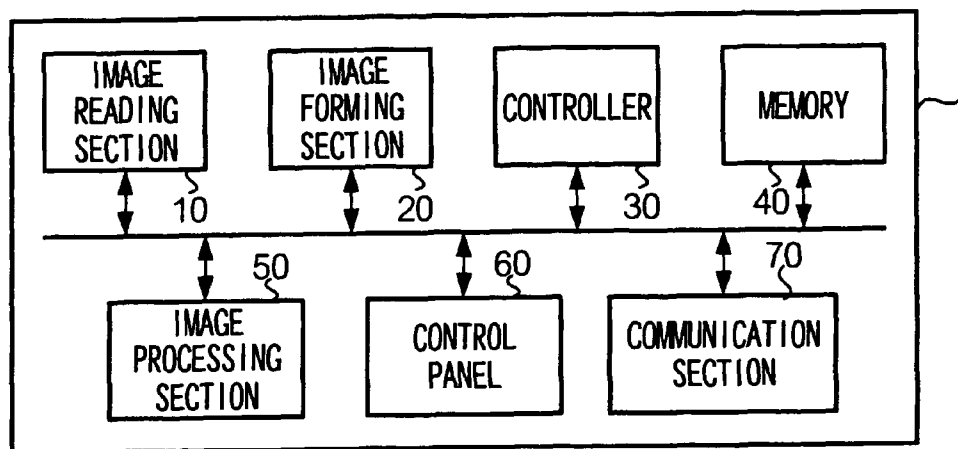 IMAGE
READING
SECTION
10
IMAGE
FORMING
SECTION
20
CONTROLLER
30
MEMORY
40
50
IMAGE
PROCESSING
SECTION
60
CONTROL
PANEL
70
COMMUNICATION
SECTION